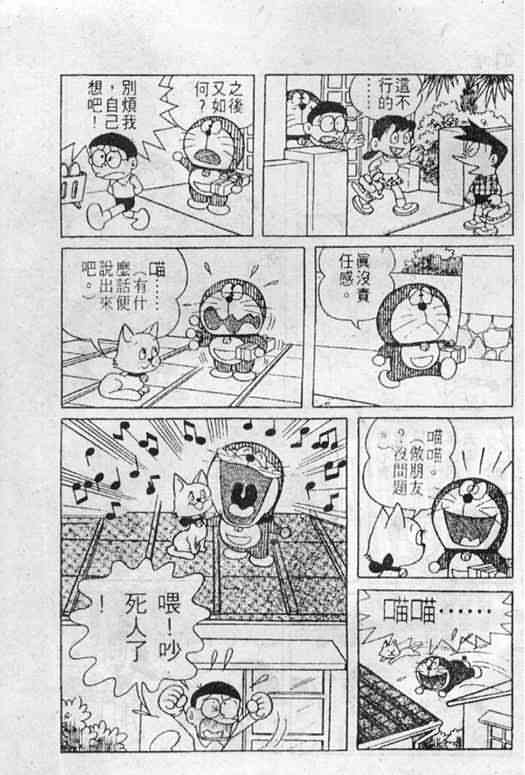 這不
行的
……
之後
又如
何？
別煩我
，自己
想吧！
眞沒責
任感。
喵……
（有什
麼話便
說出來
吧。）
喵喵。
（做朋友
？沒問題
。）
喂！吵
死人了
！
喵喵……